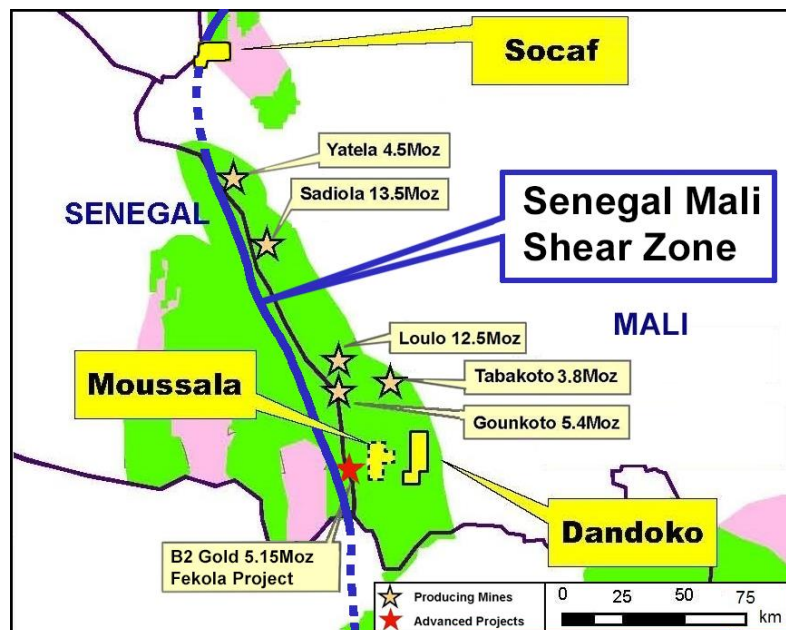 Socaf
Yatela 4.5Moz
Sadiola 13.5Moz
SENEGAL
Senegal Mali
Shear Zone
MALI
Loulo 12.5Moz
Moussala
Tabakoto 3.8Moz
Gounkoto 5.4Moz
Dandoko
B2 Gold 5.15Moz
Fekola Project
Producing Mines
Advanced Projects
0 25 50 75
km